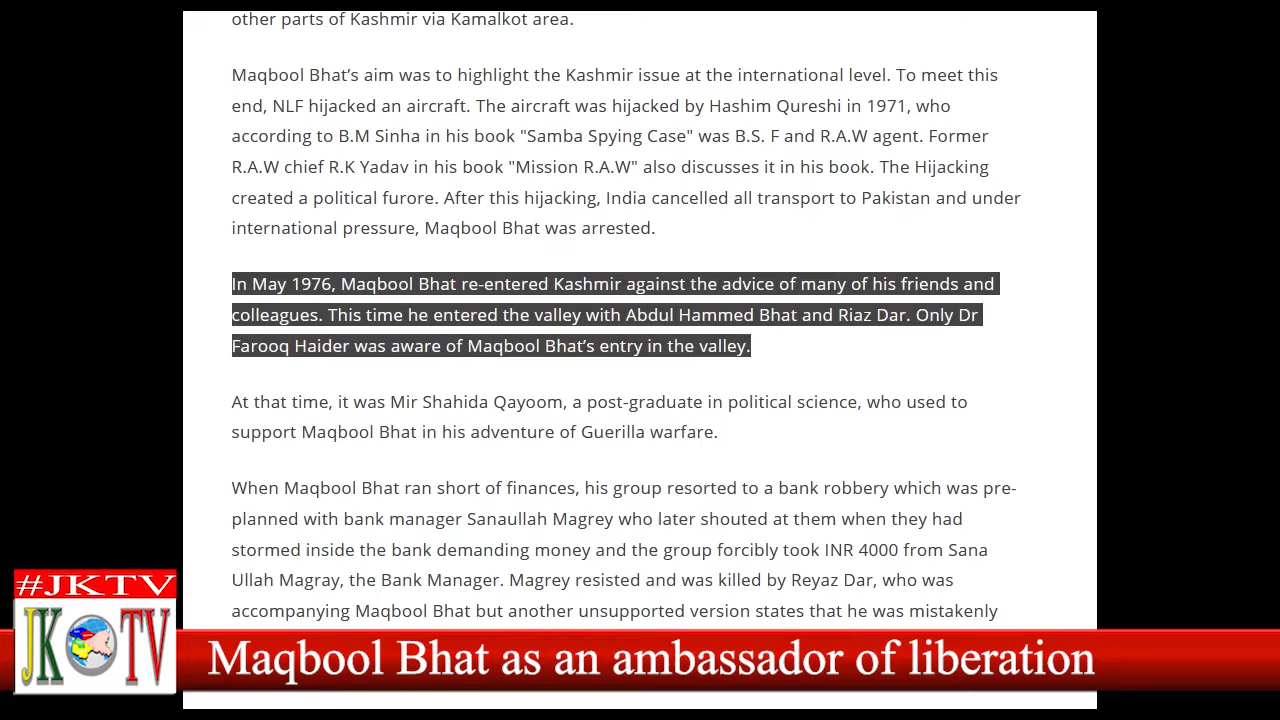 other parts of Kashmir via Kamalkot area.
Maqbool Bhat’s aim was to highlight the Kashmir issue at the international level. To meet this
end, NLF hijacked an aircraft. The aircraft was hijacked by Hashim Qureshi in 1971, who
according to B.M Sinha in his book "Samba Spying Case" was B.S. F and R.A.W agent. Former
R.A.W chief R.K Yadav in his book "Mission R.A.W" also discusses it in his book. The Hijacking
created a political furore. After this hijacking, India cancelled all transport to Pakistan and under
international pressure, Maqbool Bhat was arrested.
In May 1976, Maqbool Bhat re-entered Kashmir against the advice of many of his friends and
colleagues. This time he entered the valley with Abdul Hammed Bhat and Riaz Dar. Only Dr
Farooq Haider was aware of Maqbool Bhat’s entry in the valley.
At that time, it was Mir Shahida Qayoom, a post-graduate in political science, who used to
support Maqbool Bhat in his adventure of Guerilla warfare.
When Maqbool Bhat ran short of finances, his group resorted to a bank robbery which was pre-
planned with bank manager Sanaullah Magrey who later shouted at them when they had
stormed inside the bank demanding money and the group forcibly took INR 4000 from Sana
Ullah Magray, the Bank Manager. Magrey resisted and was killed by Reyaz Dar, who was
accompanying Maqbool Bhat but another unsupported version states that he was mistakenly
#JKTV
JK TV
Maqbool Bhat as an ambassador of liberation